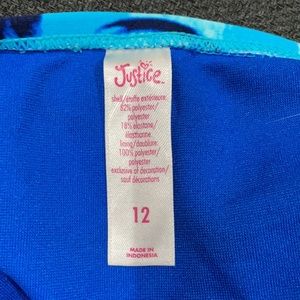 Justice
shell/étoffe extérieure:
82% polyester/
polyester
18% elastane/
élasthanne
lining/doublure:
100% polyester/
polyester
exclusive of decoration/
sauf décorations
12
MADE IN
INDONESIA